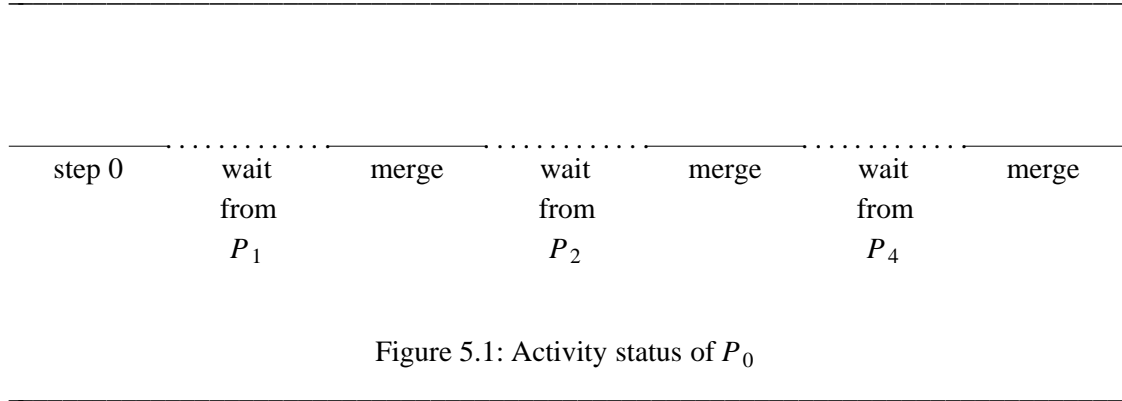 step 0 wait merge wait merge wait merge
from from from
P1 P2 P4
Figure 5.1: Activity status of P0